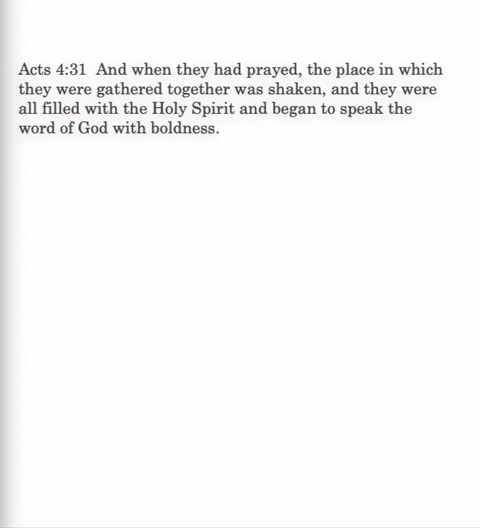 Acts 4:31  And when they had prayed, the place in which
they were gathered together was shaken, and they were
all filled with the Holy Spirit and began to speak the
word of God with boldness.